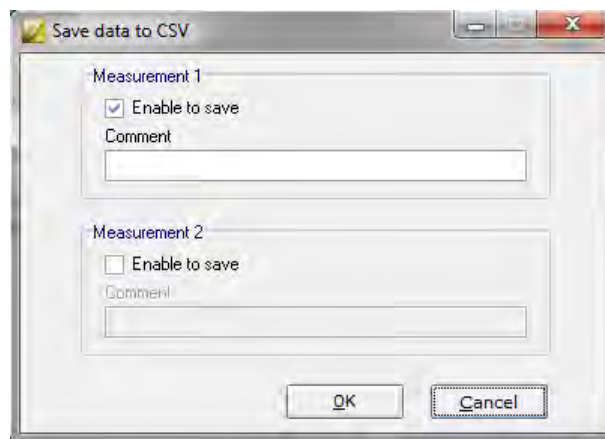 Save data to CSV
Measurement 1
Enable to save
Comment
Measurement 2
Enable to save
Comment
OK
Cancel